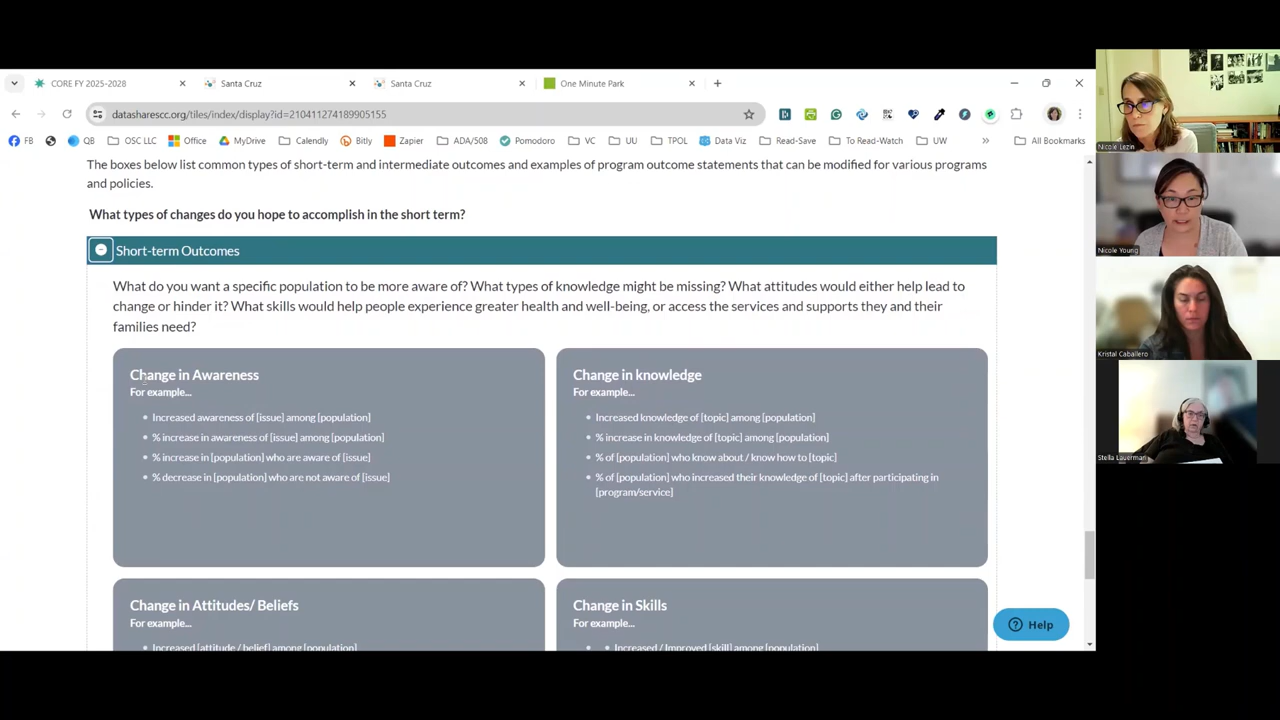 CORE FY 2025-2028
Santa Cruz
Santa Cruz
One Minute Park
datasharescc.org/tiles/index/display?id=210411274189905155
FB
QB
OSC LLC
Office
MyDrive
Calendly
Bitly
Zapier
ADA/508
Pomodoro
VC
UU
TPOL
Data Viz
Read-Save
To Read-Watch
UW
»
All Bookmarks
The boxes below list common types of short-term and intermediate outcomes and examples of program outcome statements that can be modified for various programs
and policies.
What types of changes do you hope to accomplish in the short term?
Short-term Outcomes
What do you want a specific population to be more aware of? What types of knowledge might be missing? What attitudes would either help lead to
change or hinder it? What skills would help people experience greater health and well-being, or access the services and supports they and their
families need?
Change in Awareness
For example...
• Increased awareness of [issue] among [population]
• % increase in awareness of [issue] among [population]
• % increase in [population] who are aware of [issue]
• % decrease in [population] who are not aware of [issue]
Change in knowledge
For example...
• Increased knowledge of [topic] among [population]
• % increase in knowledge of [topic] among [population]
• % of [population] who know about / know how to [topic]
• % of [population] who increased their knowledge of [topic] after participating in
[program/service]
Change in Attitudes/ Beliefs
For example...
• Increased [attitude / belief] among [population]
Change in Skills
For example...
• • Increased / Improved [skill] among [population]
Help
Nicole Lezin
Nicole Young
Kristal Caballero
Stella Lauerman